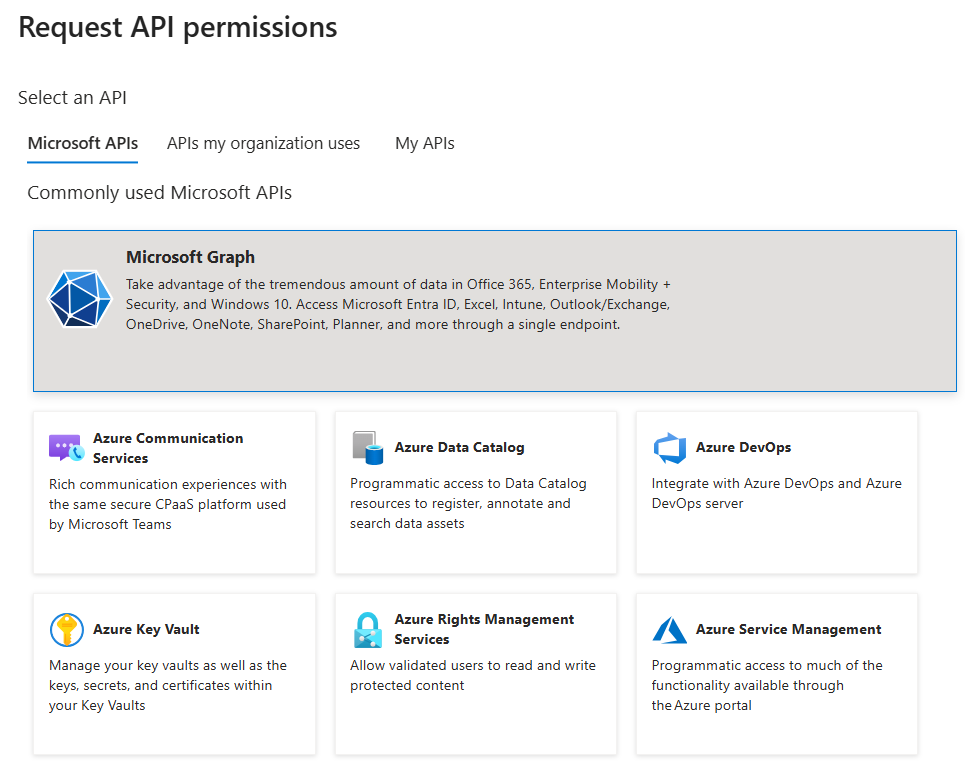 Request API permissions
Select an API
Microsoft APIs APIs my organization uses My APIs
Commonly used Microsoft APIs
Microsoft Graph
Take advantage of the tremendous amount of data in Office 365, Enterprise Mobility +
Security, and Windows 10. Access Microsoft Entra ID, Excel, Intune, Outlook/Exchange,
OneDrive, OneNote, SharePoint, Planner, and more through a single endpoint.
Azure Communication
Services
Rich communication experiences with
the same secure CPaaS platform used
by Microsoft Teams
Azure Data Catalog
Programmatic access to Data Catalog
resources to register, annotate and
search data assets
Azure DevOps
Integrate with Azure DevOps and Azure
DevOps server
Azure Key Vault
Manage your key vaults as well as the
keys, secrets, and certificates within
your Key Vaults
Azure Rights Management
Services
Allow validated users to read and write
protected content
Azure Service Management
Programmatic access to much of the
functionality available through
the Azure portal